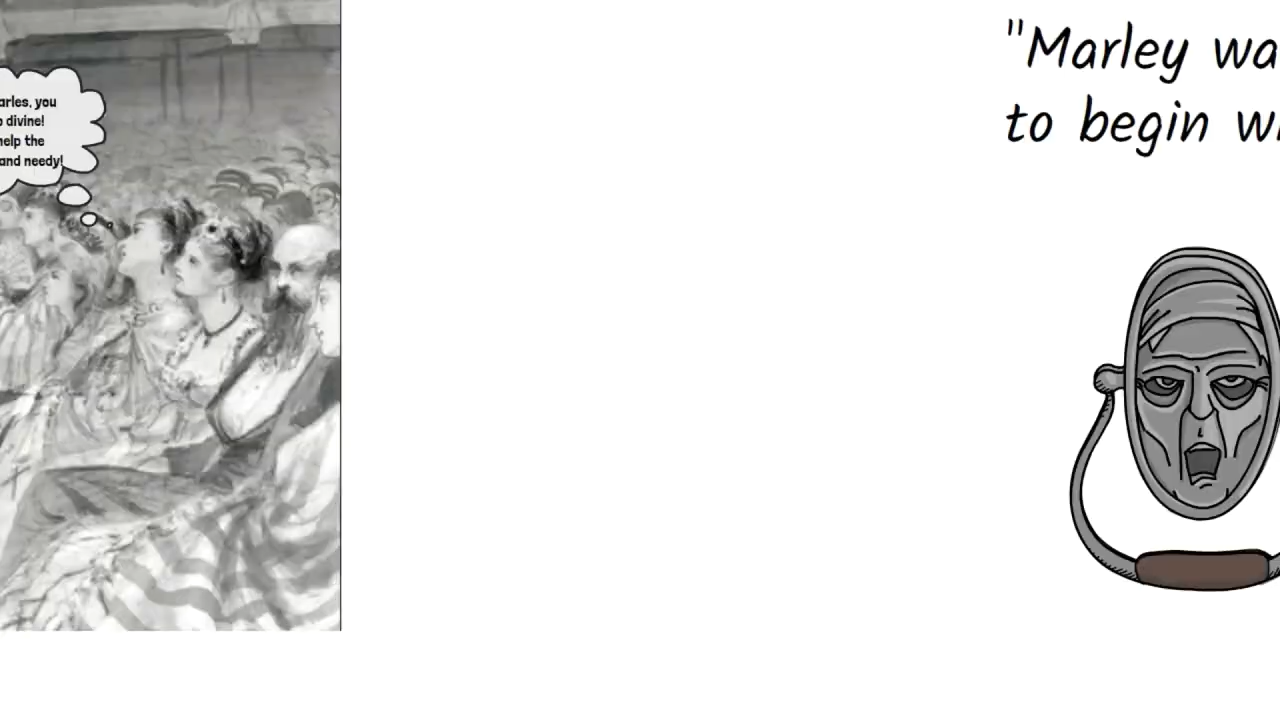 arles, you
divine!
help the
and needy!
"Marley wa
to begin wi